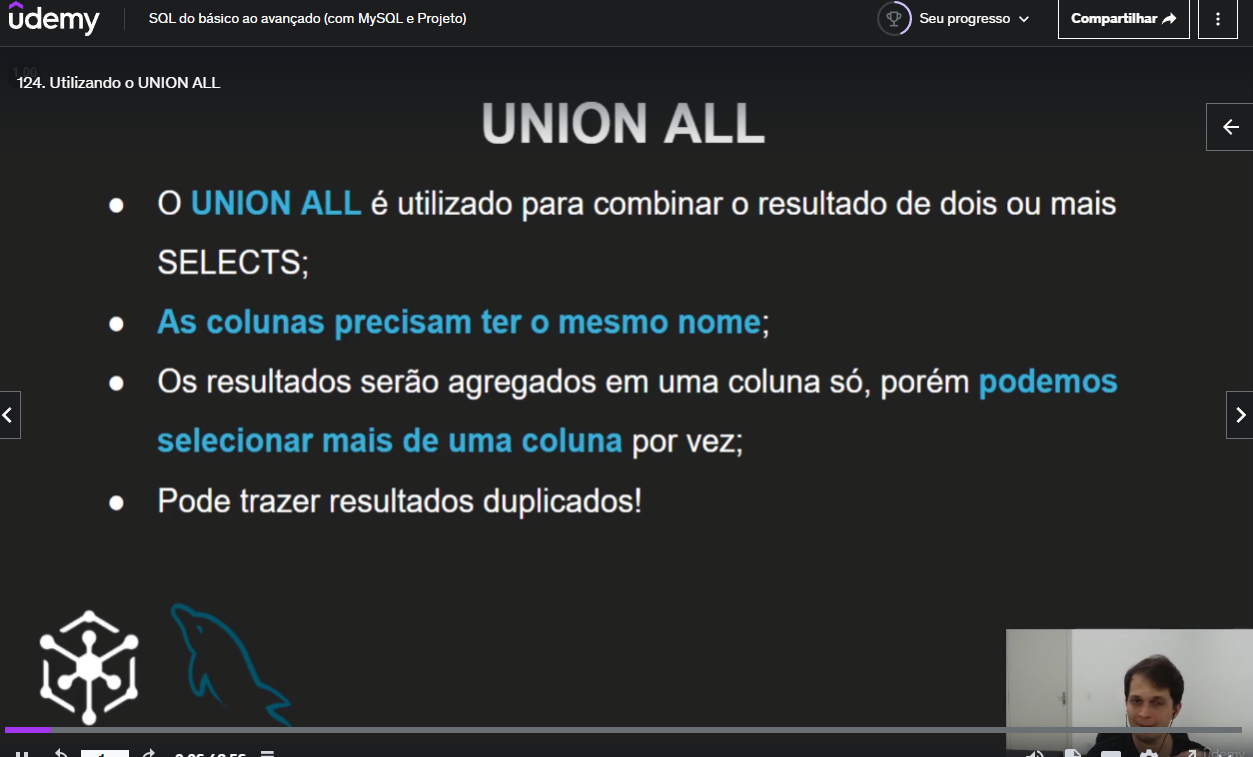 udemy
SQL do básico ao avançado (com MySQL e Projeto)
Seu progresso
Compartilhar
124. Utilizando o UNION ALL
UNION ALL
● O UNION ALL é utilizado para combinar o resultado de dois ou mais
SELECTS;
● As colunas precisam ter o mesmo nome;
● Os resultados serão agregados em uma coluna só, porém podemos
selecionar mais de uma coluna por vez;
● Pode trazer resultados duplicados!
udemy